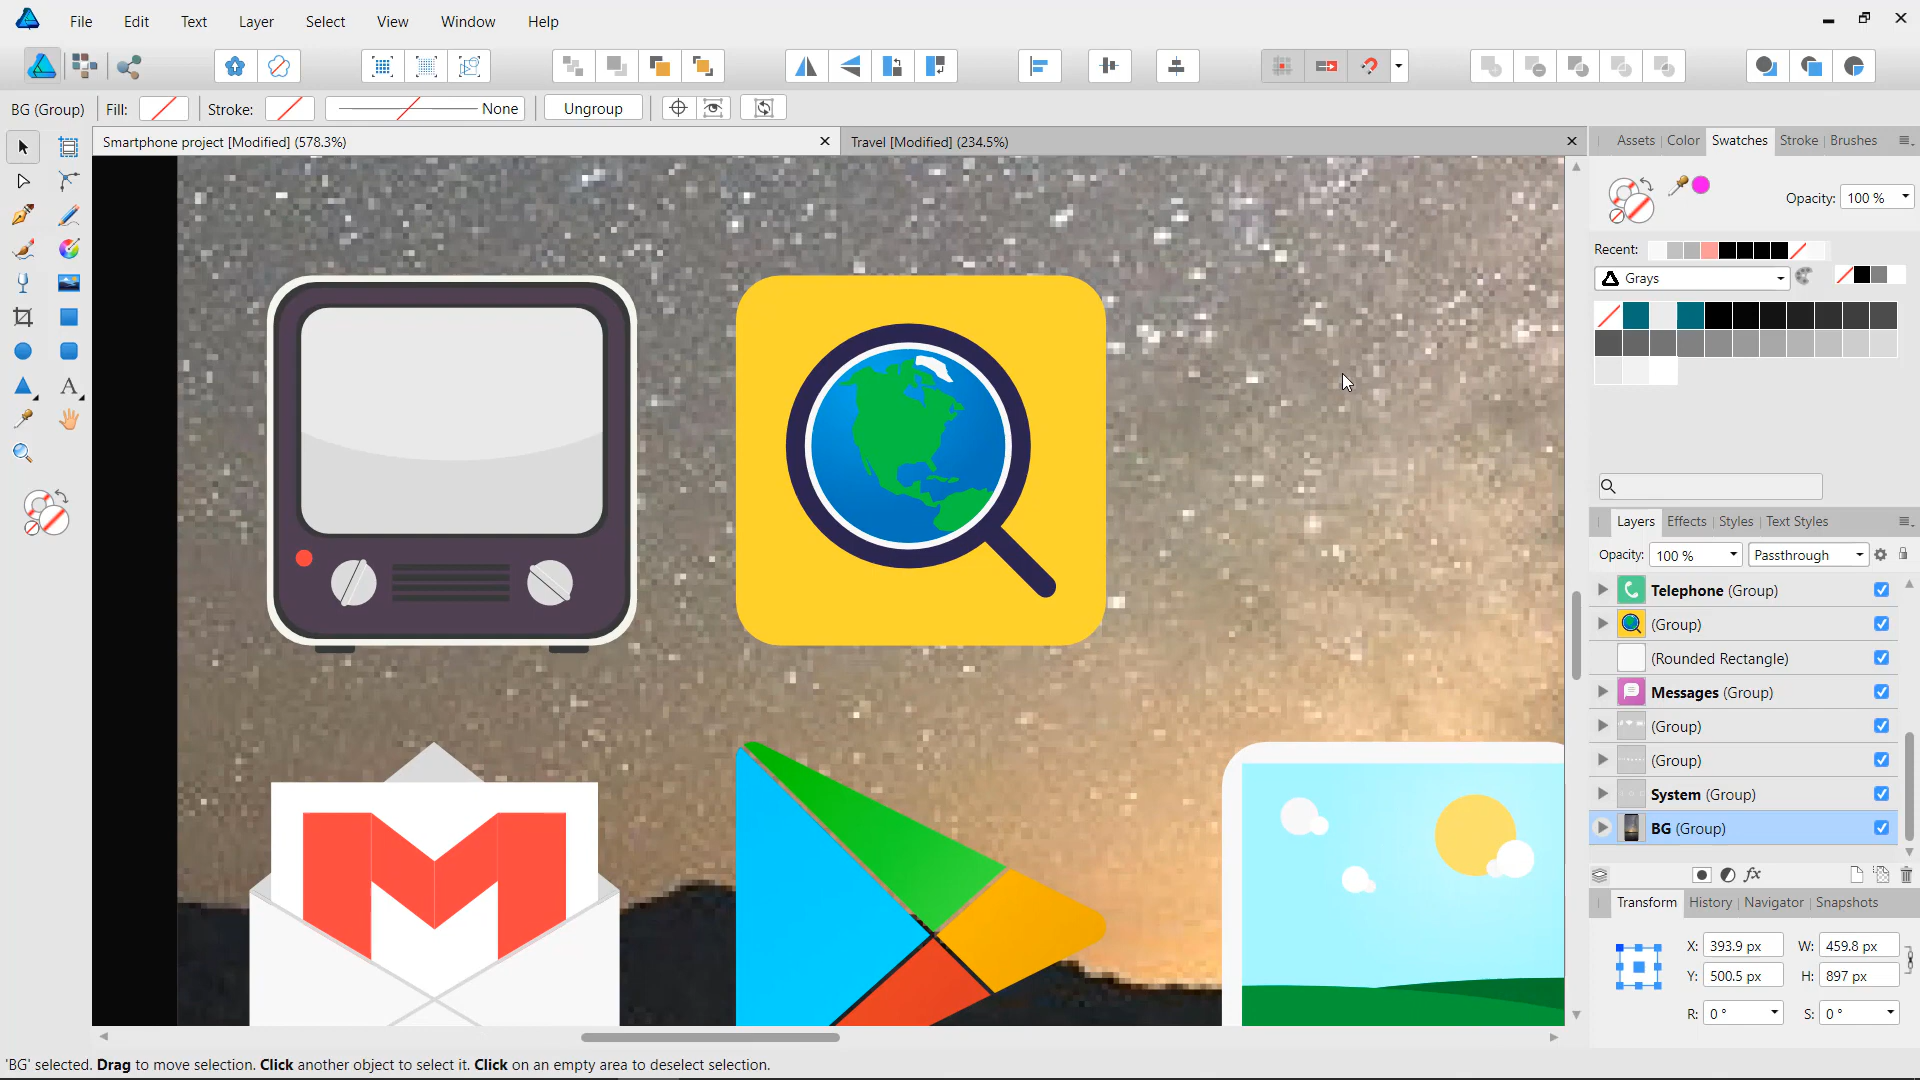 File Edit Text Layer Select View Window Help
BG (Group) Fill: Stroke: None Ungroup
Smartphone project [Modified] (578.3%) Travel [Modified] (234.5%)
Assets Color Swatches Stroke Brushes
Opacity: 100 %
Recent:
Grays
Layers Effects Styles Text Styles
Opacity: 100 % Passthrough
Telephone (Group)
(Group)
(Rounded Rectangle)
Messages (Group)
(Group)
(Group)
System (Group)
BG (Group)
fx
Transform History Navigator Snapshots
X: 393.9 px W: 459.8 px
Y: 500.5 px H: 897 px
R: 0 ° S: 0 °
'BG' selected. Drag to move selection. Click another object to select it. Click on an empty area to deselect selection.